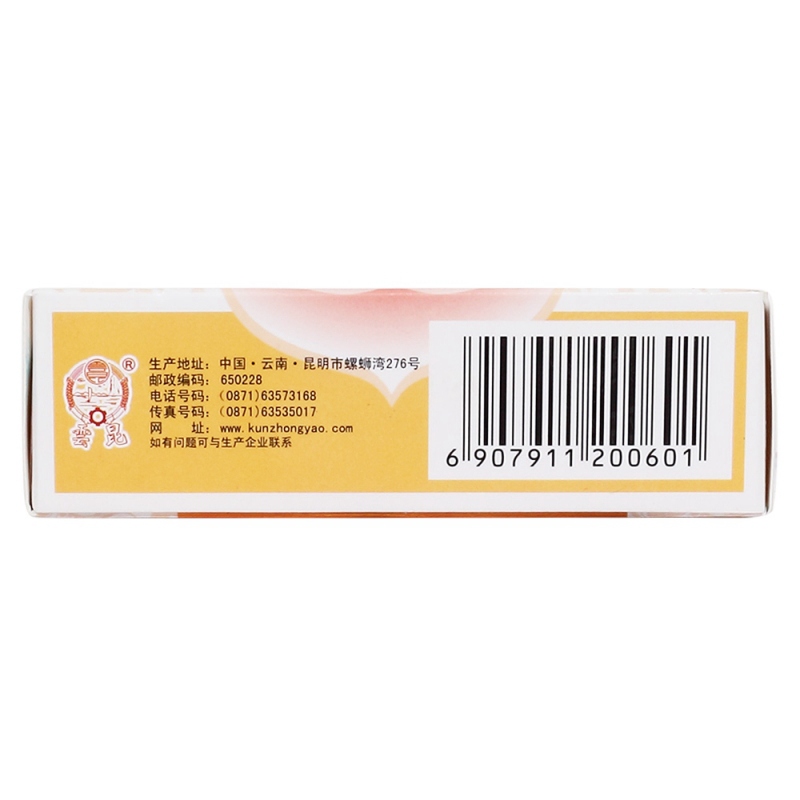 生产地址：中国·云南·昆明市螺蛳湾276号
邮政编码：650228
电话号码：(0871)63573168
传真号码：(0871)63535017
网　　址：www.kunzhongyao.com
如有问题可与生产企业联系
®
雲昆
6 907911 200601